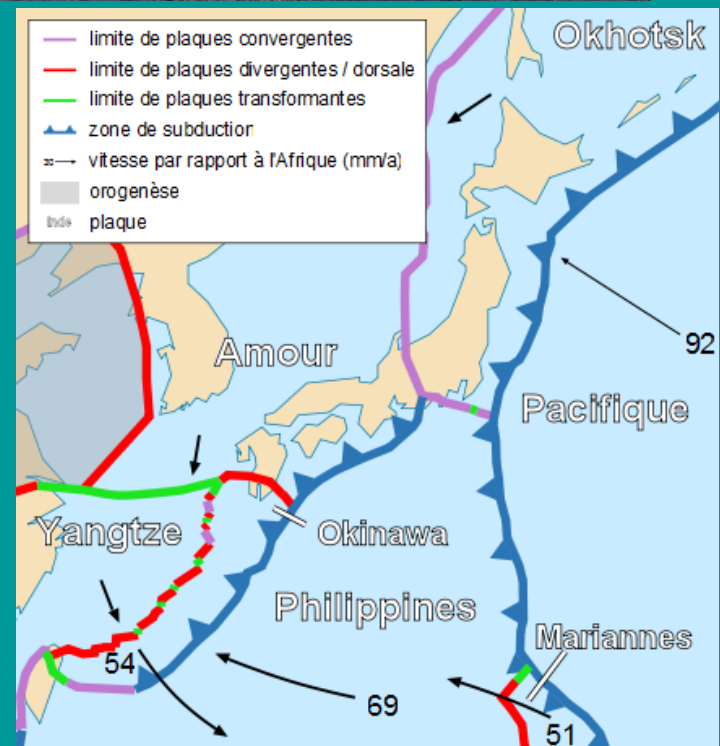 Okhotsk
limite de plaques convergentes
limite de plaques divergentes / dorsale
limite de plaques transformantes
zone de subduction
vitesse par rapport à l'Afrique (mm/a)
orogenèse
Inde plaque
92
Amour
Pacifique
Yangtze
Okinawa
Philippines
Mariannes
54
69
51